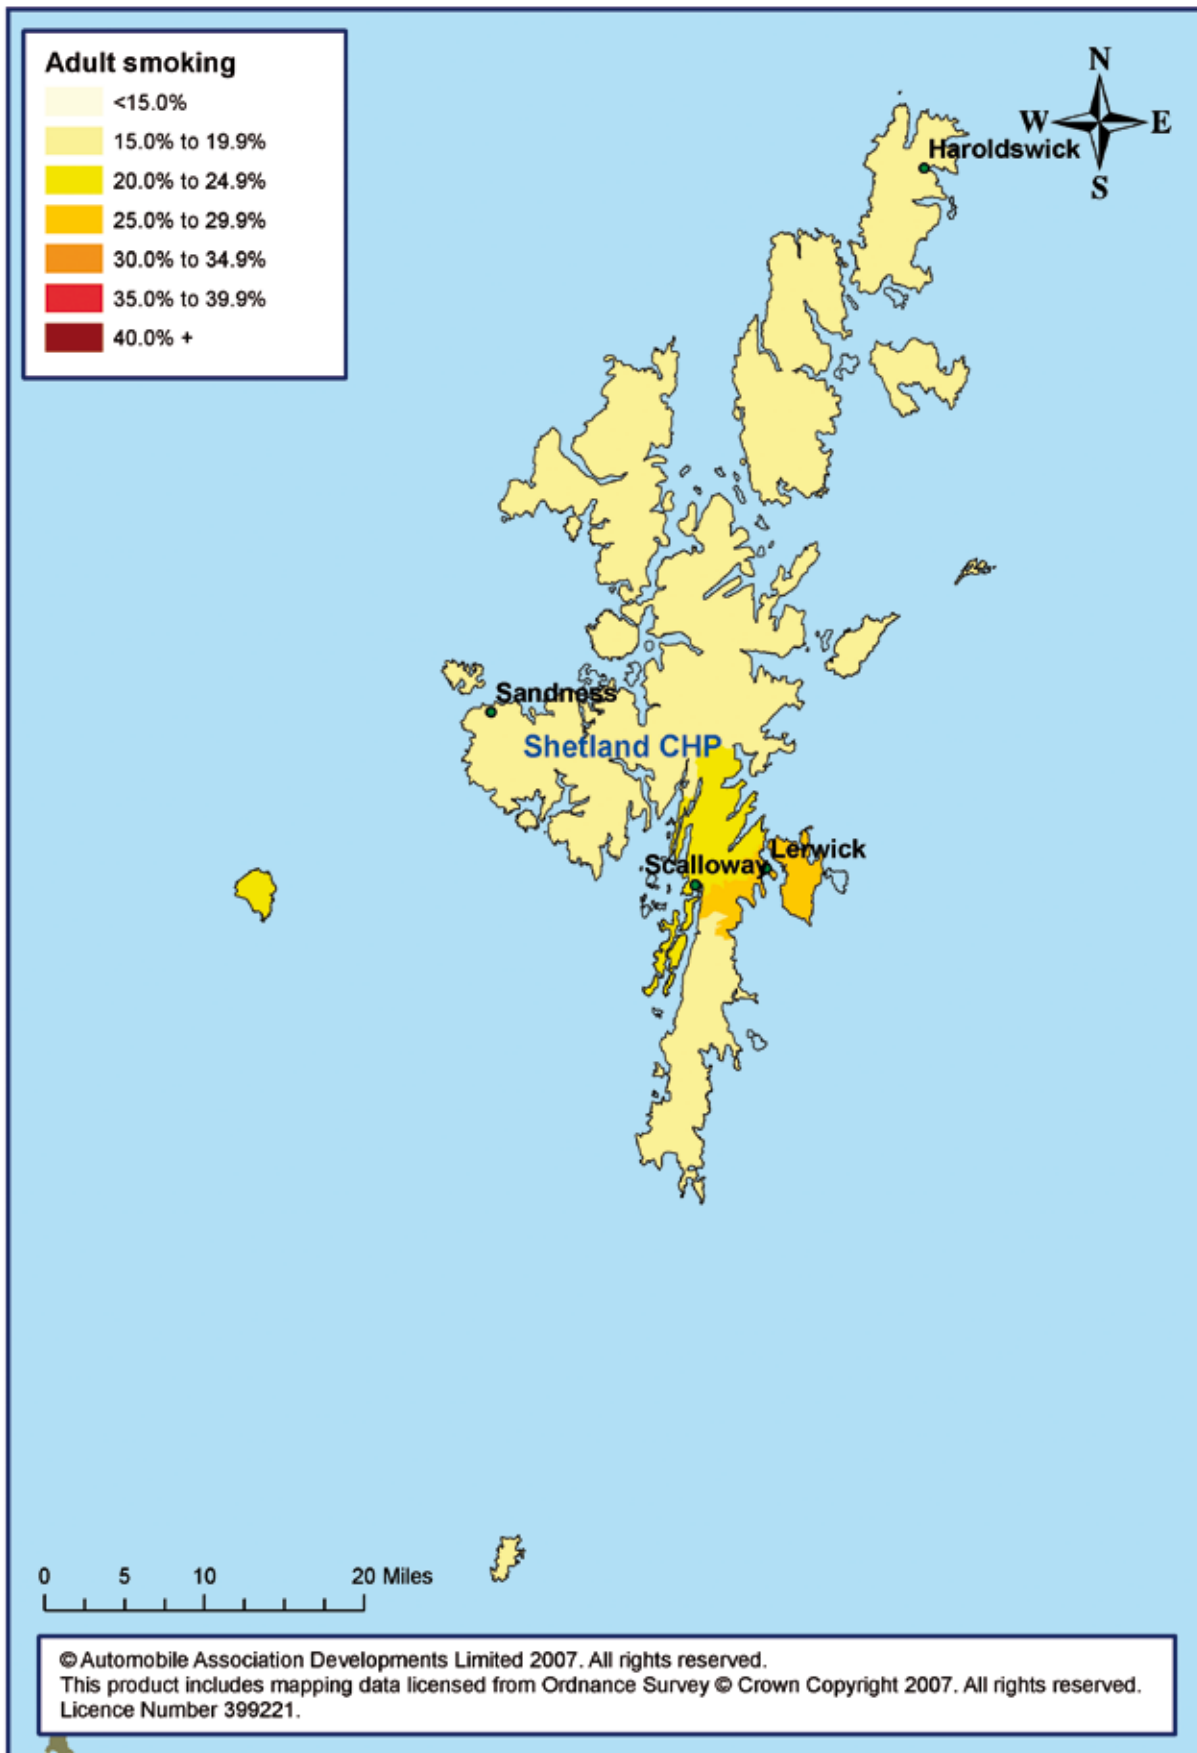 Adult smoking
<15.0%
15.0% to 19.9%
20.0% to 24.9%
25.0% to 29.9%
30.0% to 34.9%
35.0% to 39.9%
40.0% +
N
W E
S
Haroldswick
Sandness
Shetland CHP
Lerwick
Scalloway
0 5 10 20 Miles
© Automobile Association Developments Limited 2007. All rights reserved.
This product includes mapping data licensed from Ordnance Survey © Crown Copyright 2007. All rights reserved.
Licence Number 399221.